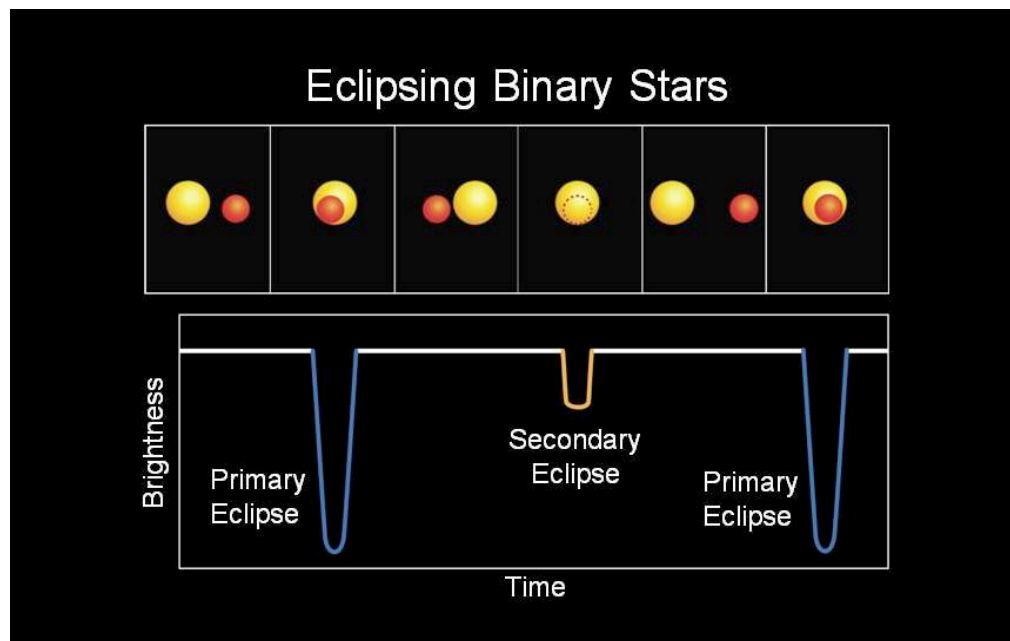 Eclipsing Binary Stars
Brightness
Primary
Eclipse
Secondary
Eclipse
Primary
Eclipse
Time